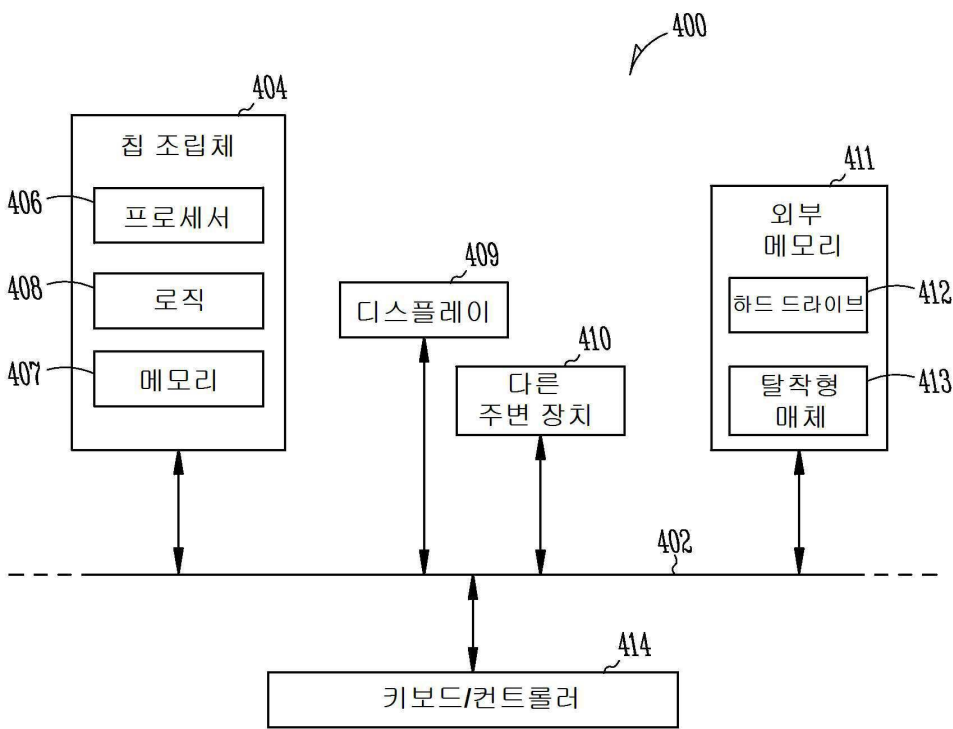 400
404
칩 조립체
406
프로세서
408
로직
407
메모리
409
디스플레이
410
다른
주변 장치
411
외부
메모리
하드 드라이브
412
탈착형
매체
413
402
414
키보드/컨트롤러